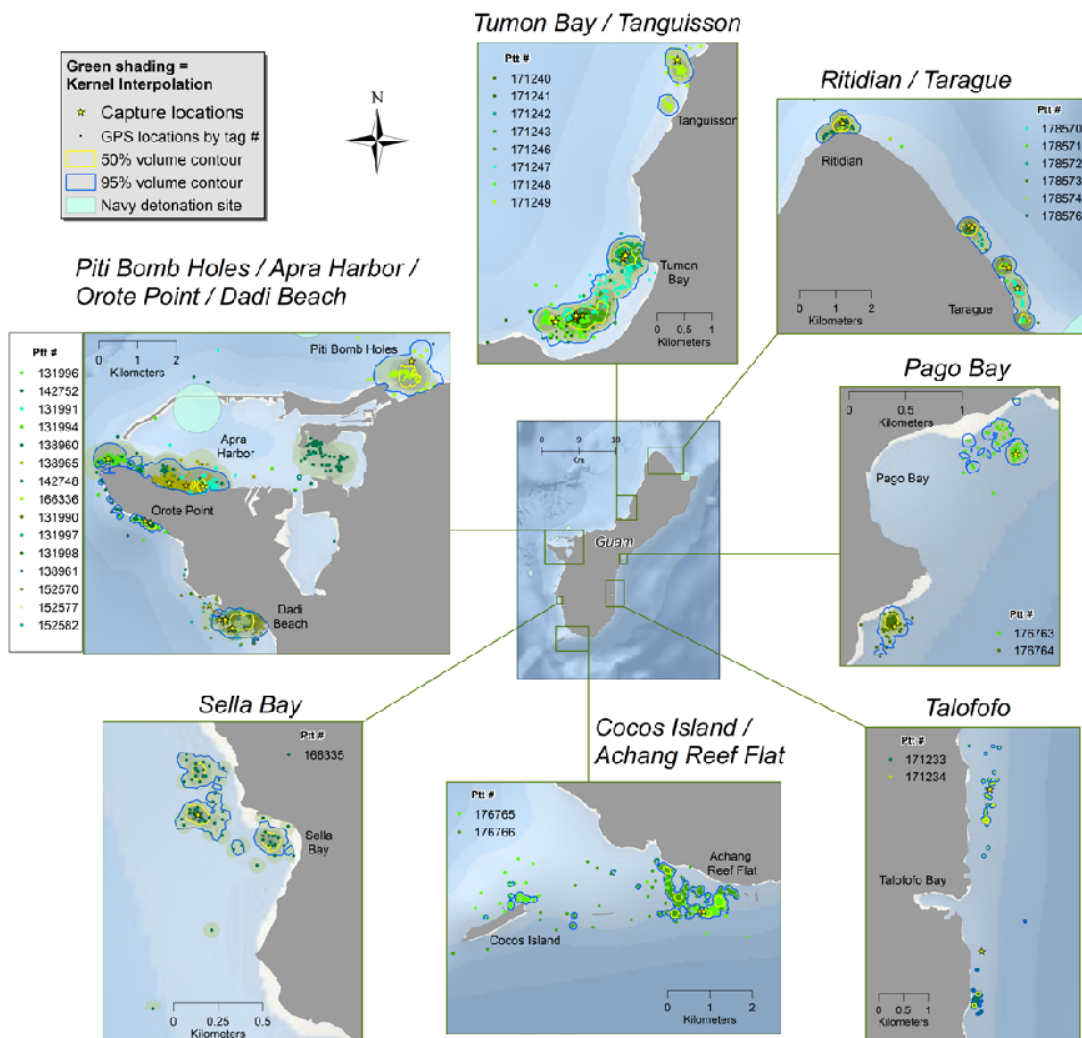 Tumon Bay / Tanguisson
Green shading =
Kernel Interpolation
Capture locations
GPS locations by tag #
50% volume contour
95% volume contour
Navy detonation site
N
Ptt #
171240
171241
171242
171243
171246
171247
171248
171249
Tanguisson
Tumon
Bay
0 0.5 1
Kilometers
Ritidian / Tarague
Ptt #
178570
178571
178572
178573
178574
178576
Ritidian
Tarague
0 1 2
Kilometers
Piti Bomb Holes / Apra Harbor /
Orote Point / Dadi Beach
Ptt #
131996
142752
131991
131994
138965
166336
131990
131997
131998
152570
152577
152582
0 1 2
Kilometers
Piti Bomb Holes
Apra
Harbor
Orote Point
Dadi
Beach
Guam
Pago Bay
0 0.5 1
Kilometers
Pago Bay
Ptt #
176763
176764
Sella Bay
Ptt #
Sella
Bay
0 0.25 0.5
Kilometers
Cocos Island /
Achang Reef Flat
Ptt #
176765
176766
Achang
Reef Flat
Cocos Island
0 1 2
Kilometers
Talofofo
Ptt #
171233
171234
Talofofo Bay
0 0.5 1
Kilometers